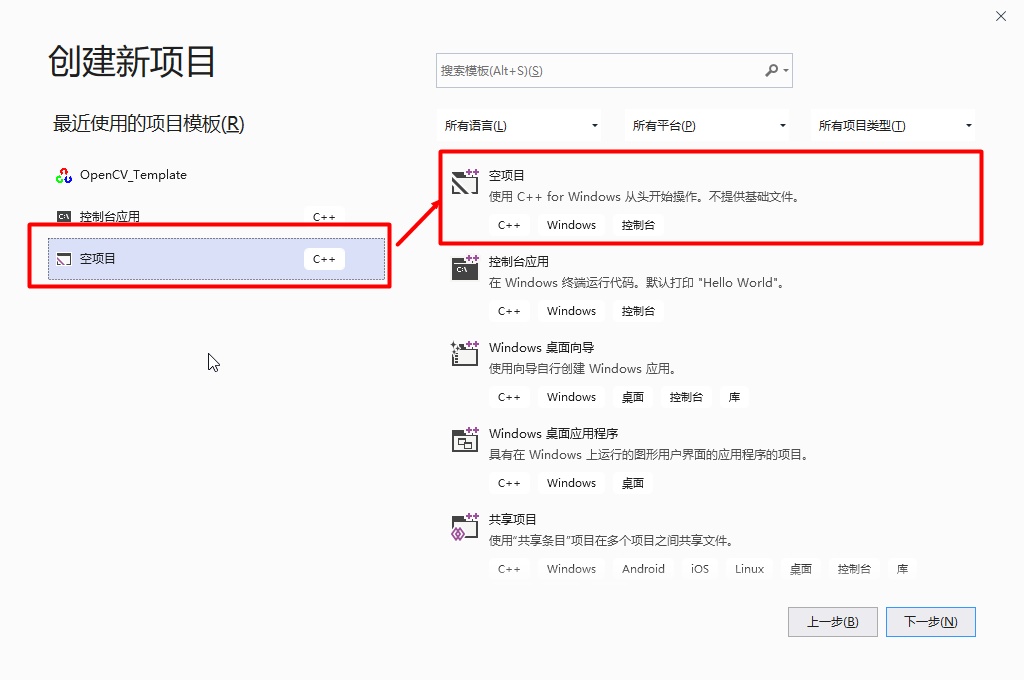 创建新项目
最近使用的项目模板(R)
OpenCV_Template
控制台应用 C++
空项目 C++
搜索模板(Alt+S)(S)
所有语言(L) 所有平台(P) 所有项目类型(T)
空项目
使用 C++ for Windows 从头开始操作。不提供基础文件。
C++ Windows 控制台
控制台应用
在 Windows 终端运行代码。默认打印 "Hello World"。
C++ Windows 控制台
Windows 桌面向导
使用向导自行创建 Windows 应用。
C++ Windows 桌面 控制台 库
Windows 桌面应用程序
具有在 Windows 上运行的图形用户界面的应用程序的项目。
C++ Windows 桌面
共享项目
使用"共享条目"项目在多个项目之间共享文件。
C++ Windows Android iOS Linux 桌面 控制台 库
上一步(B) 下一步(N)